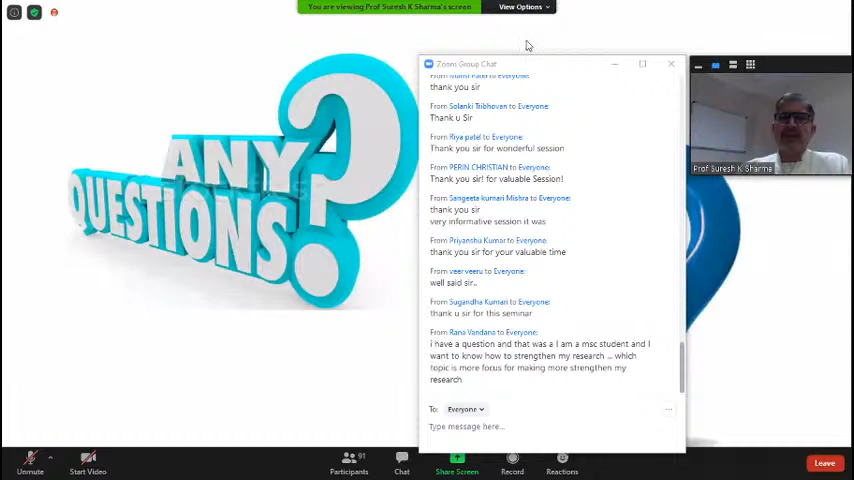 You are viewing Prof Suresh K Sharma's screen
View Options
ANY
QUESTIONS?
Zoom Group Chat
to Everyone:
thank you sir
From Solanki Tribhovan to Everyone:
Thank u Sir
From Riya patel to Everyone:
Thank you sir for wonderful session
From PERIN CHRISTIAN to Everyone:
Thank you sir! for valuable Session!
From Sangeeta kumari Mishra to Everyone:
thank you sir
very informative session it was
From Priyanshu Kumar to Everyone:
thank you sir for your valuable time
From veer veeru to Everyone:
well said sir..
From Sugandha Kumari to Everyone:
thank u sir for this seminar
From Rana Vandana to Everyone:
i have a question and that was a I am a msc student and I
want to know how to strengthen my research ... which
topic is more focus for making more strengthen my
research
To: Everyone
Type message here...
Prof Suresh K Sharma
Unmute
Start Video
Participants
91
Chat
Share Screen
Record
Reactions
Leave